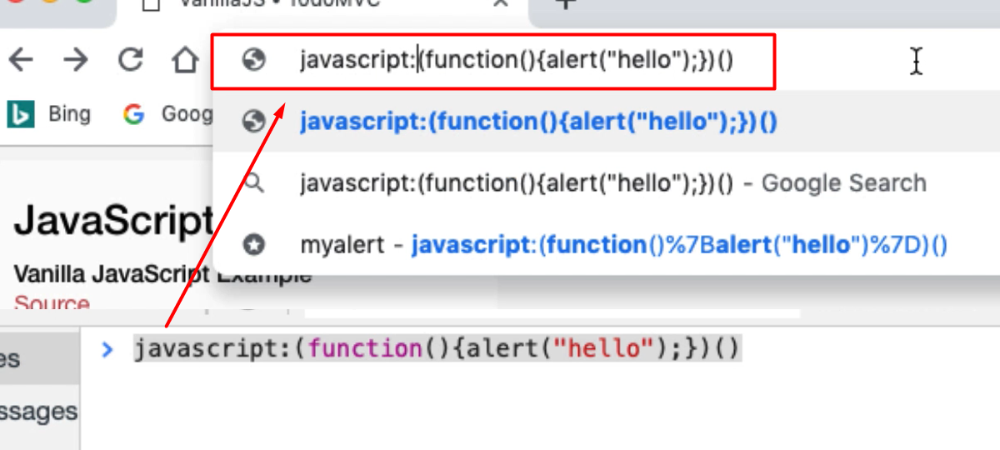 VanillaJS • TodoMVC
javascript:(function(){alert("hello");})()
Bing
Goog
javascript:(function(){alert("hello");})()
javascript:(function(){alert("hello");})() - Google Search
myalert - javascript:(function()%7Balert("hello")%7D)()
JavaScript
Vanilla JavaScript Example
Source
es
> javascript:(function(){alert("hello");})()
ssages